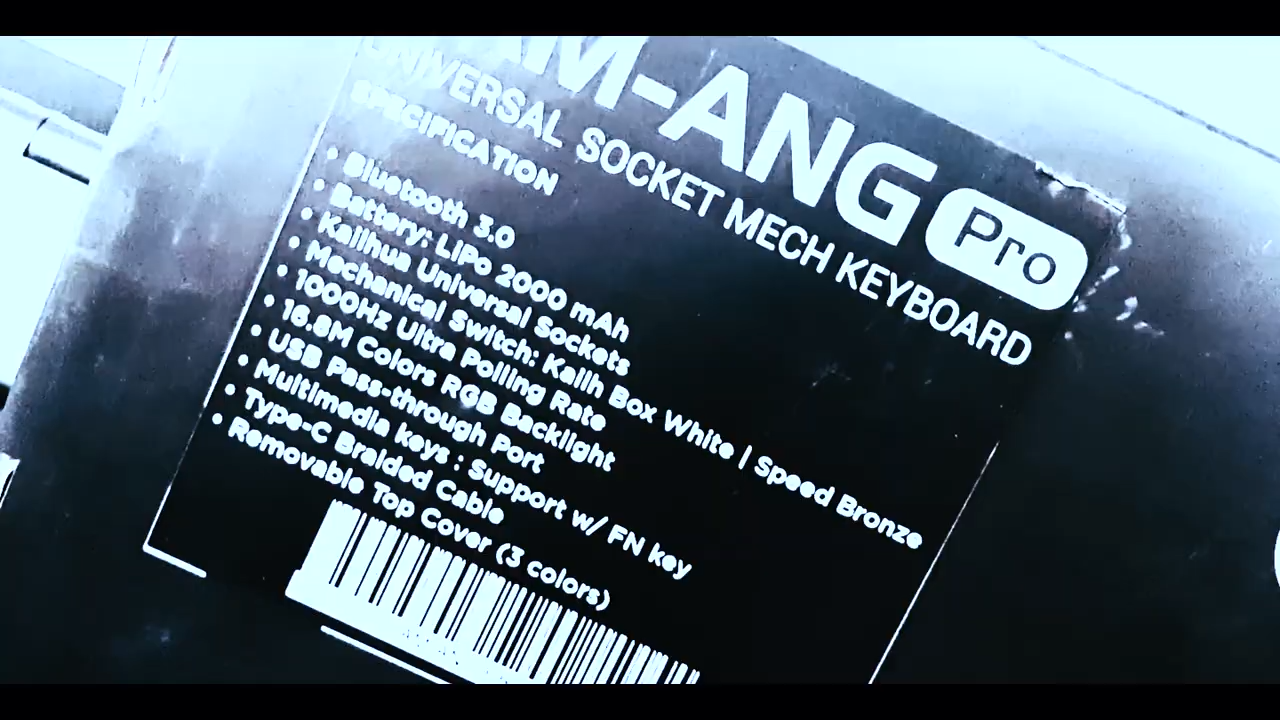 M-ANG Pro
UNIVERSAL SOCKET MECH KEYBOARD
SPECIFICATION
• Bluetooth 3.0
• Battery: LiPo 2000 mAh
• Kailhua Universal Sockets
• Mechanical Switch: Kailh Box White | Speed Bronze
• 1000Hz Ultra Polling Rate
• 16.8M Colors RGB Backlight
• USB Pass-through Port
• Multimedia keys : Support w/ FN key
• Type-C Braided Cable
• Removable Top Cover (3 colors)